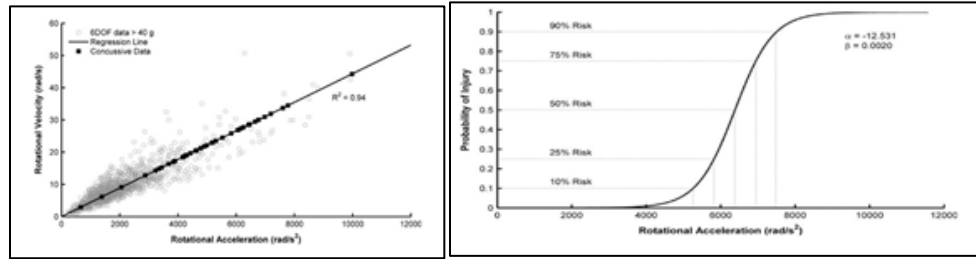 60
50
40
30
20
10
0
Rotational Velocity (rad/s)
6DOF data > 40 g
Regression Line
Concussive Data
R² = 0.94
0 2000 4000 6000 8000 10000 12000
Rotational Acceleration (rad/s²)
1
0.9
0.8
0.7
0.6
0.5
0.4
0.3
0.2
0.1
0
Probability of Injury
90% Risk
75% Risk
50% Risk
25% Risk
10% Risk
α = -12.531
β = 0.0020
0 2000 4000 6000 8000 10000 12000
Rotational Acceleration (rad/s²)